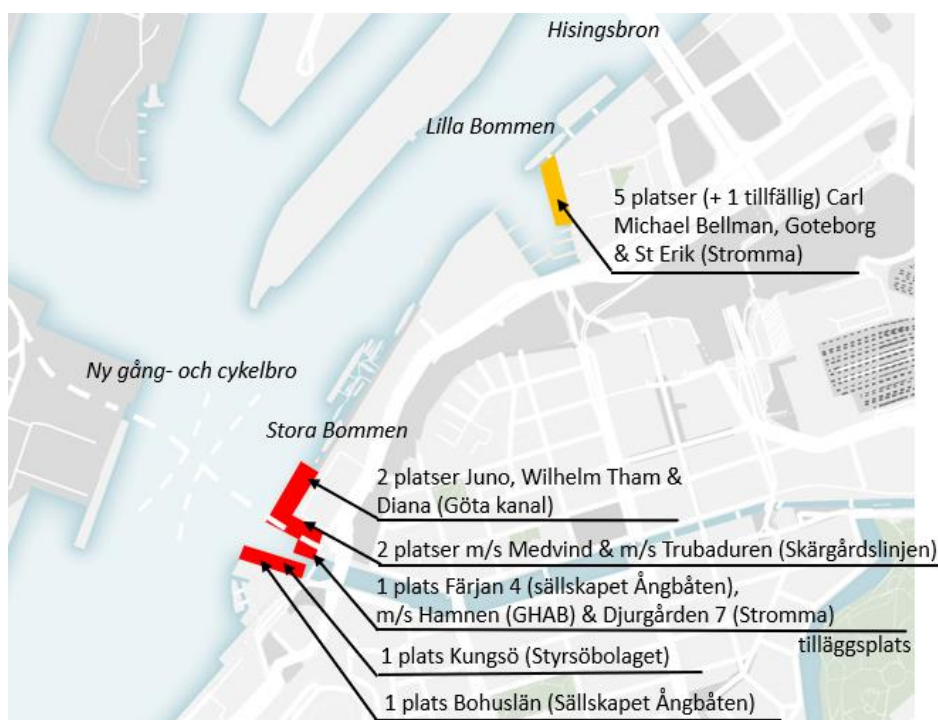 Hisingsbron
Lilla Bommen
5 platser (+ 1 tillfällig) Carl
Michael Bellman, Goteborg
& St Erik (Stromma)
Ny gång- och cykelbro
Stora Bommen
2 platser Juno, Wilhelm Tham &
Diana (Göta kanal)
2 platser m/s Medvind & m/s Trubaduren (Skärgårdslinjen)
1 plats Färjan 4 (sällskapet Ångbåten),
m/s Hamnen (GHAB) & Djurgården 7 (Stromma)
tilläggsplats
1 plats Kungsö (Styrsöbolaget)
1 plats Bohuslän (Sällskapet Ångbåten)